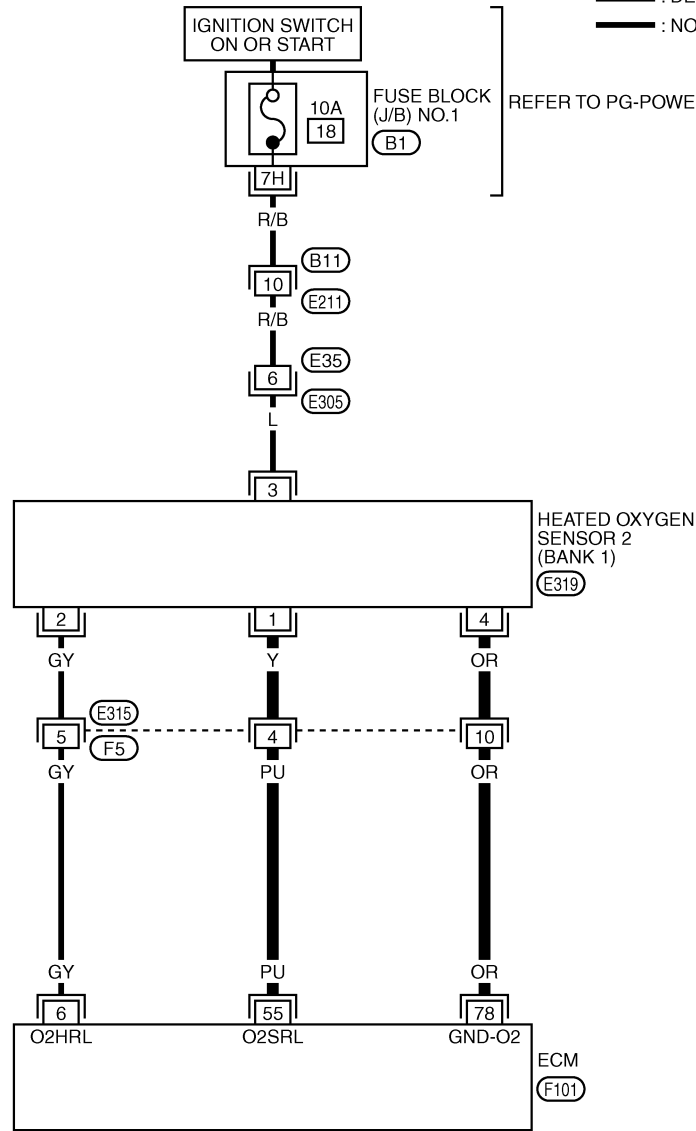 : DE
IGNITION SWITCH
ON OR START
: NO
10A
18
FUSE BLOCK
(J/B) NO.1
B1
REFER TO PG-POWE
7H
R/B
B11
10
E211
R/B
E35
6
E305
L
3
HEATED OXYGEN
SENSOR 2
(BANK 1)
E319
2 1 4
GY Y OR
E315
5 4 10
F5
GY PU OR
GY PU OR
6 55 78
O2HRL O2SRL GND-O2
ECM
F101